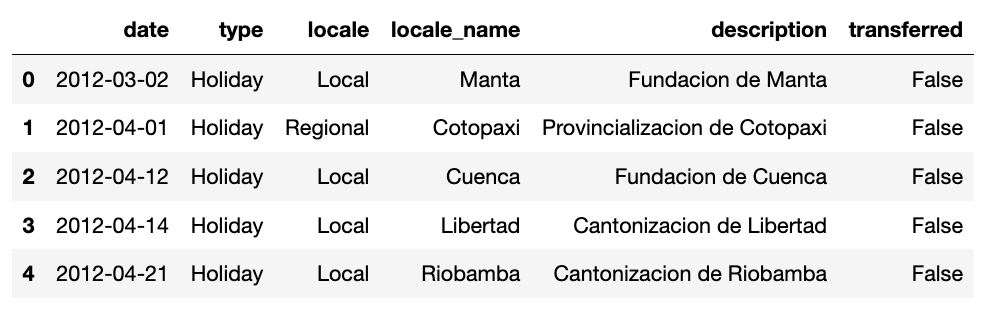 date type locale locale_name description transferred
0 2012-03-02 Holiday Local Manta Fundacion de Manta False
1 2012-04-01 Holiday Regional Cotopaxi Provincializacion de Cotopaxi False
2 2012-04-12 Holiday Local Cuenca Fundacion de Cuenca False
3 2012-04-14 Holiday Local Libertad Cantonizacion de Libertad False
4 2012-04-21 Holiday Local Riobamba Cantonizacion de Riobamba False